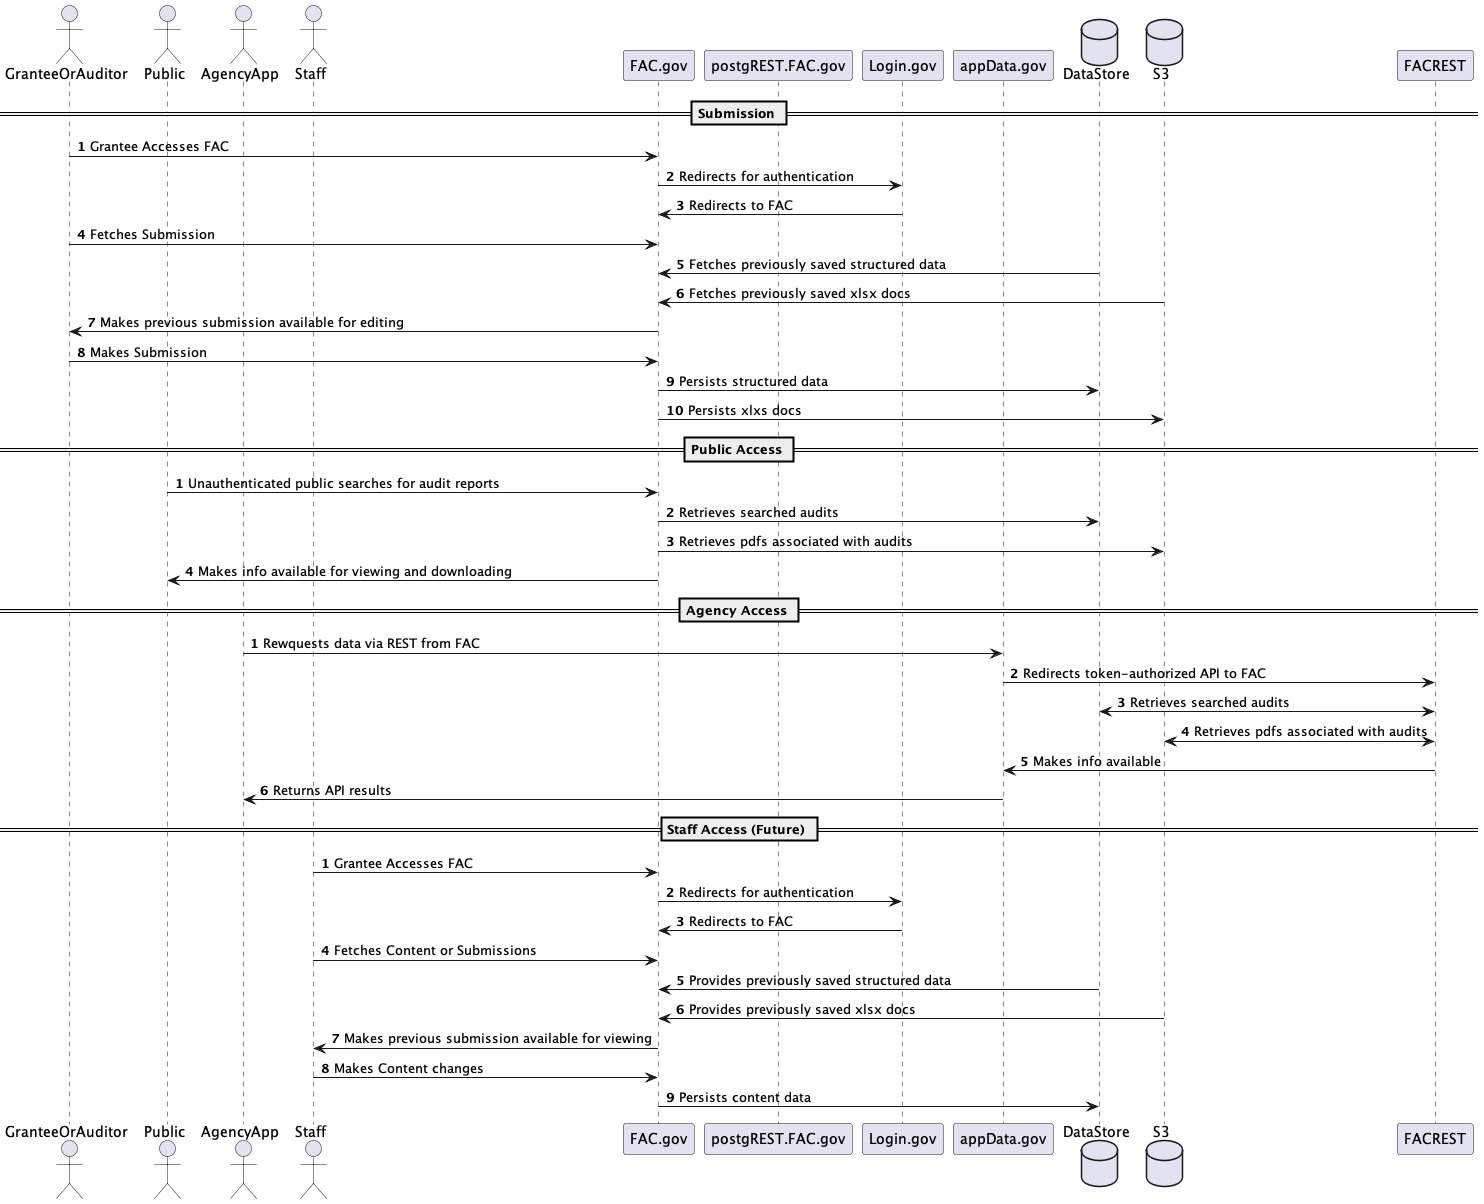 GranteeOrAuditor Public AgencyApp Staff FAC.gov postgREST.FAC.gov Login.gov appData.gov DataStore S3 FACREST
Submission
1 Grantee Accesses FAC
2 Redirects for authentication
3 Redirects to FAC
4 Fetches Submission
5 Fetches previously saved structured data
6 Fetches previously saved xlsx docs
7 Makes previous submission available for editing
8 Makes Submission
9 Persists structured data
10 Persists xlxs docs
Public Access
1 Unauthenticated public searches for audit reports
2 Retrieves searched audits
3 Retrieves pdfs associated with audits
4 Makes info available for viewing and downloading
Agency Access
1 Rewquests data via REST from FAC
2 Redirects token-authorized API to FAC
3 Retrieves searched audits
4 Retrieves pdfs associated with audits
5 Makes info available
6 Returns API results
Staff Access (Future)
1 Grantee Accesses FAC
2 Redirects for authentication
3 Redirects to FAC
4 Fetches Content or Submissions
5 Provides previously saved structured data
6 Provides previously saved xlsx docs
7 Makes previous submission available for viewing
8 Makes Content changes
9 Persists content data
GranteeOrAuditor Public AgencyApp Staff FAC.gov postgREST.FAC.gov Login.gov appData.gov DataStore S3 FACREST